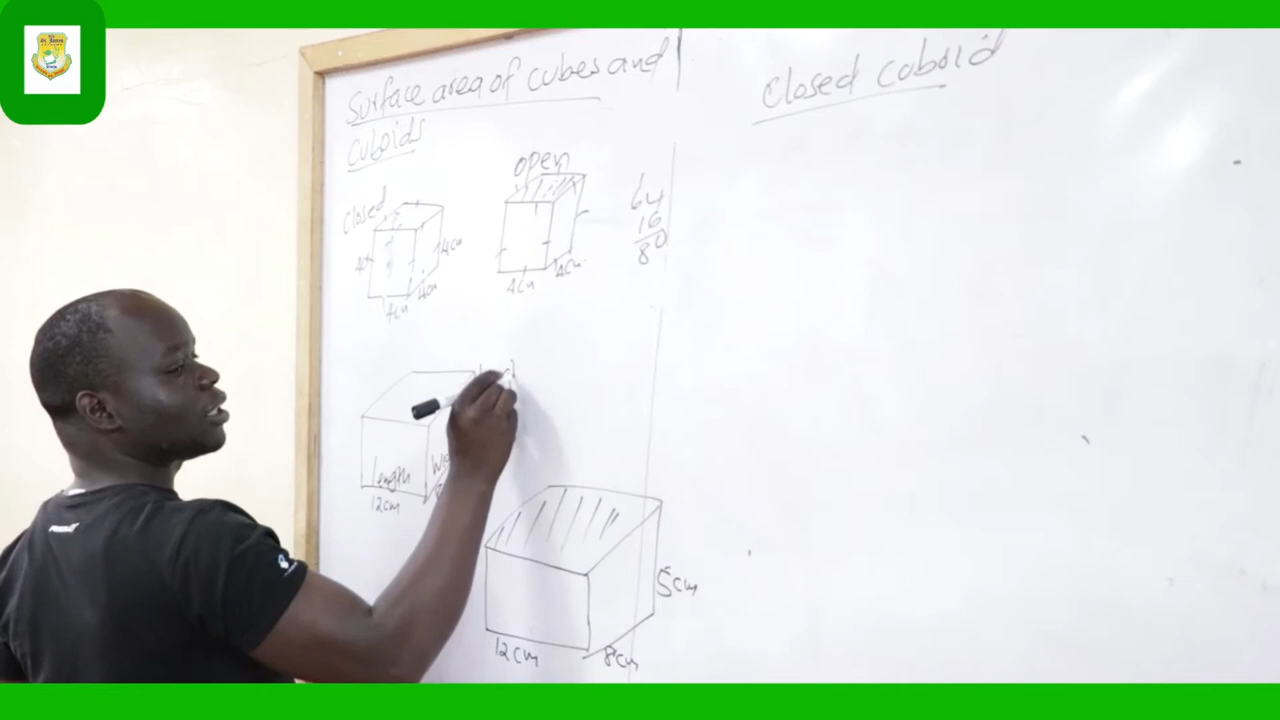 Surface area of cubes and
cuboids
closed
4cm
4cm
4cm
open
4cm
4cm
64
16
80
length
12cm
5cm
12cm
8cm
closed cuboid